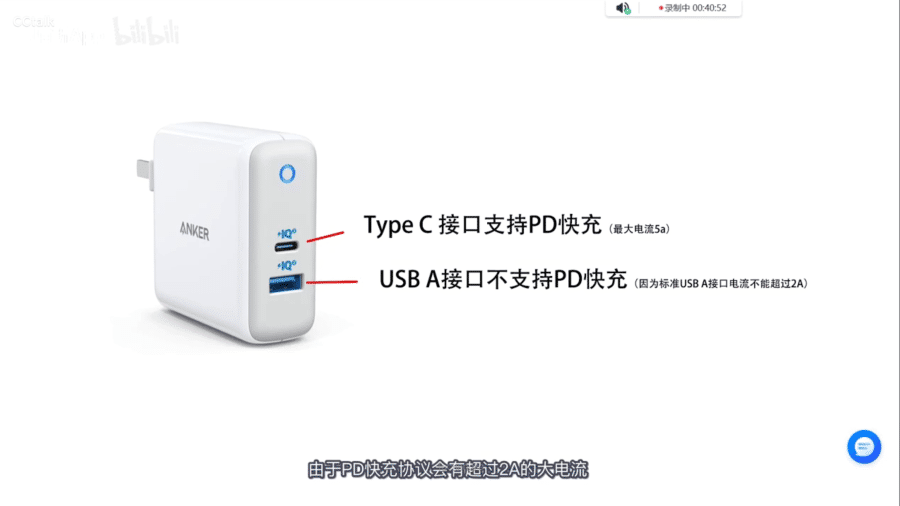 CCtalk
bilibili
录制中 00:40:52
ANKER
IQ
Type C 接口支持PD快充（最大电流5a）
IQ
USB A接口不支持PD快充（因为标准USB A接口电流不能超过2A）
由于PD快充协议会有超过2A的大电流